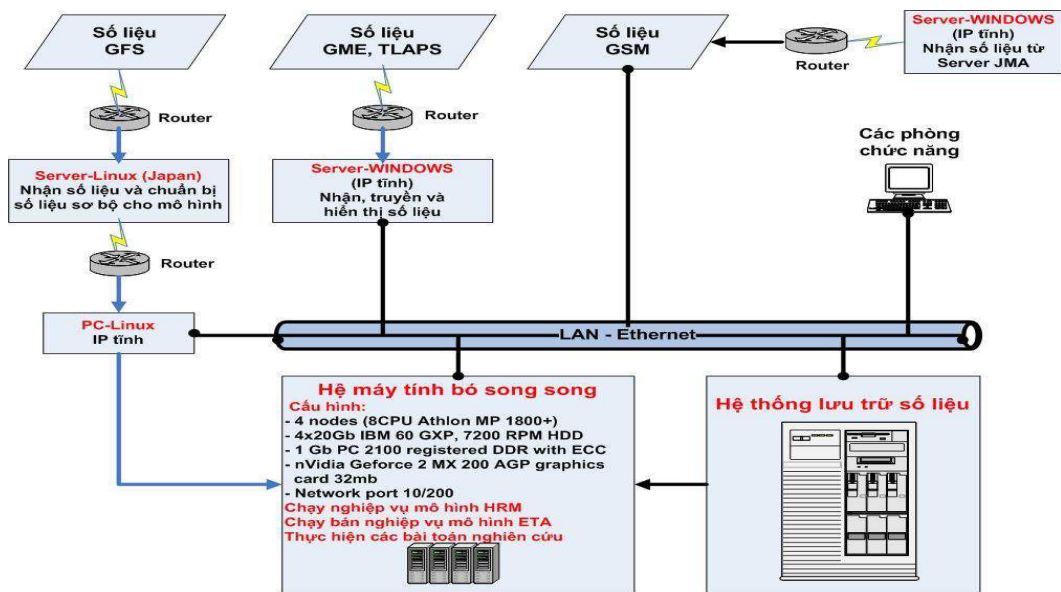 Số liệu
GFS
Số liệu
GME, TLAPS
Số liệu
GSM
Router
Server-WINDOWS
(IP tĩnh)
Nhận số liệu từ
Server JMA
Router
Router
Các phòng
chức năng
Server-Linux (Japan)
Nhận số liệu và chuẩn bị
số liệu sơ bộ cho mô hình
Server-WINDOWS
(IP tĩnh)
Nhận, truyền và
hiển thị số liệu
Router
PC-Linux
IP tĩnh
LAN - Ethernet
Hệ máy tính bó song song
Cấu hình:
- 4 nodes (8CPU Athlon MP 1800+)
- 4x20Gb IBM 60 GXP, 7200 RPM HDD
- 1 Gb PC 2100 registered DDR with ECC
- nVidia Geforce 2 MX 200 AGP graphics
card 32mb
- Network port 10/200
Chạy nghiệp vụ mô hình HRM
Chạy bán nghiệp vụ mô hình ETA
Thực hiện các bài toán nghiên cứu
Hệ thống lưu trữ số liệu